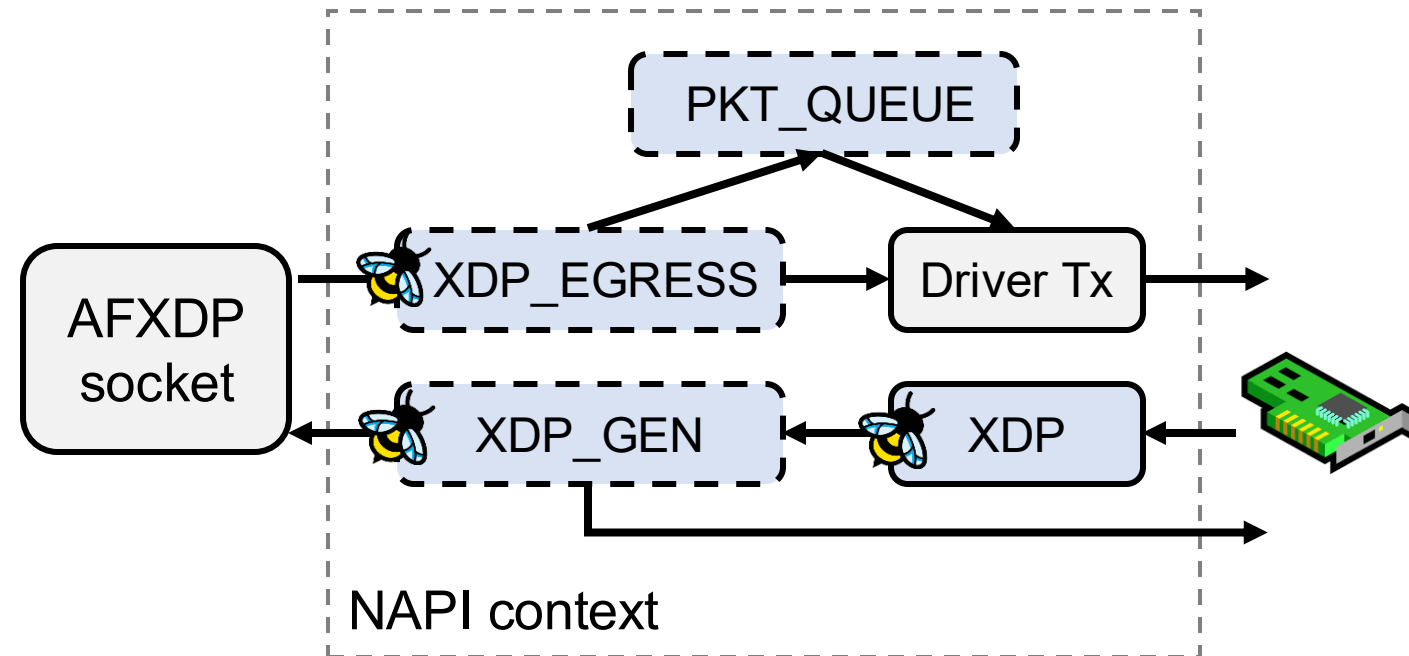 PKT_QUEUE
AFXDP
socket
XDP_EGRESS
Driver Tx
XDP_GEN
XDP
NAPI context